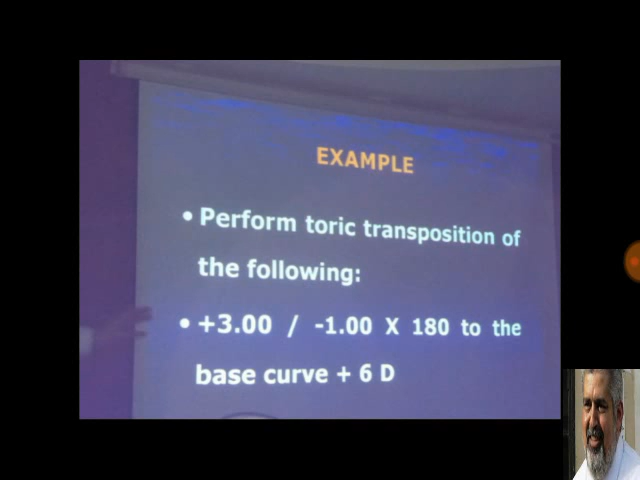 EXAMPLE
• Perform toric transposition of
the following:
• +3.00 / -1.00 X 180 to the
base curve + 6 D